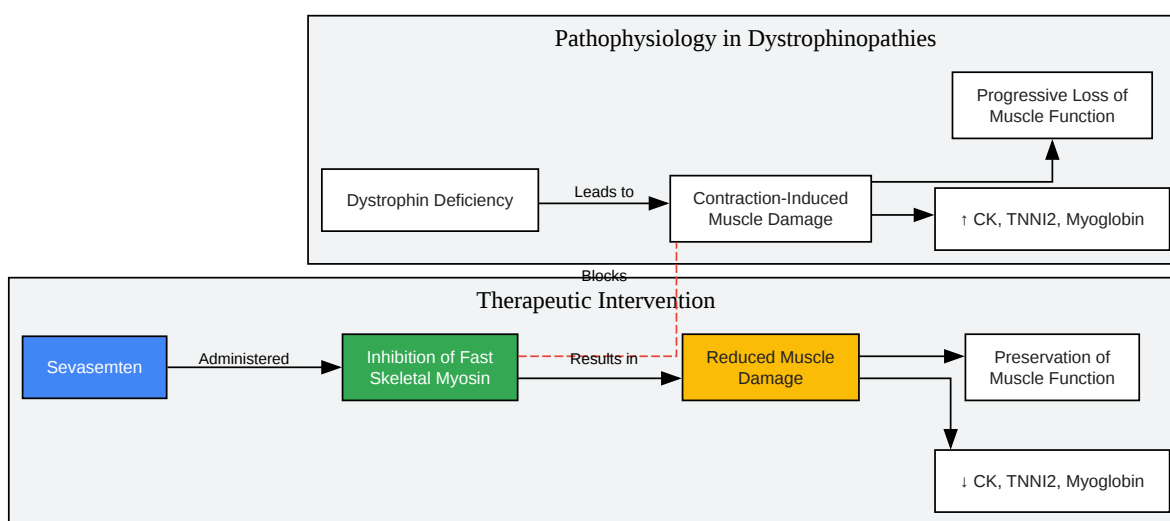 Pathophysiology in Dystrophinopathies
Progressive Loss of
Muscle Function
Dystrophin Deficiency
Leads to
Contraction-Induced
Muscle Damage
↑ CK, TNNI2, Myoglobin
Blocks
Therapeutic Intervention
Sevasemten
Administered
Inhibition of Fast
Skeletal Myosin
Results in
Reduced Muscle
Damage
Preservation of
Muscle Function
↓ CK, TNNI2, Myoglobin